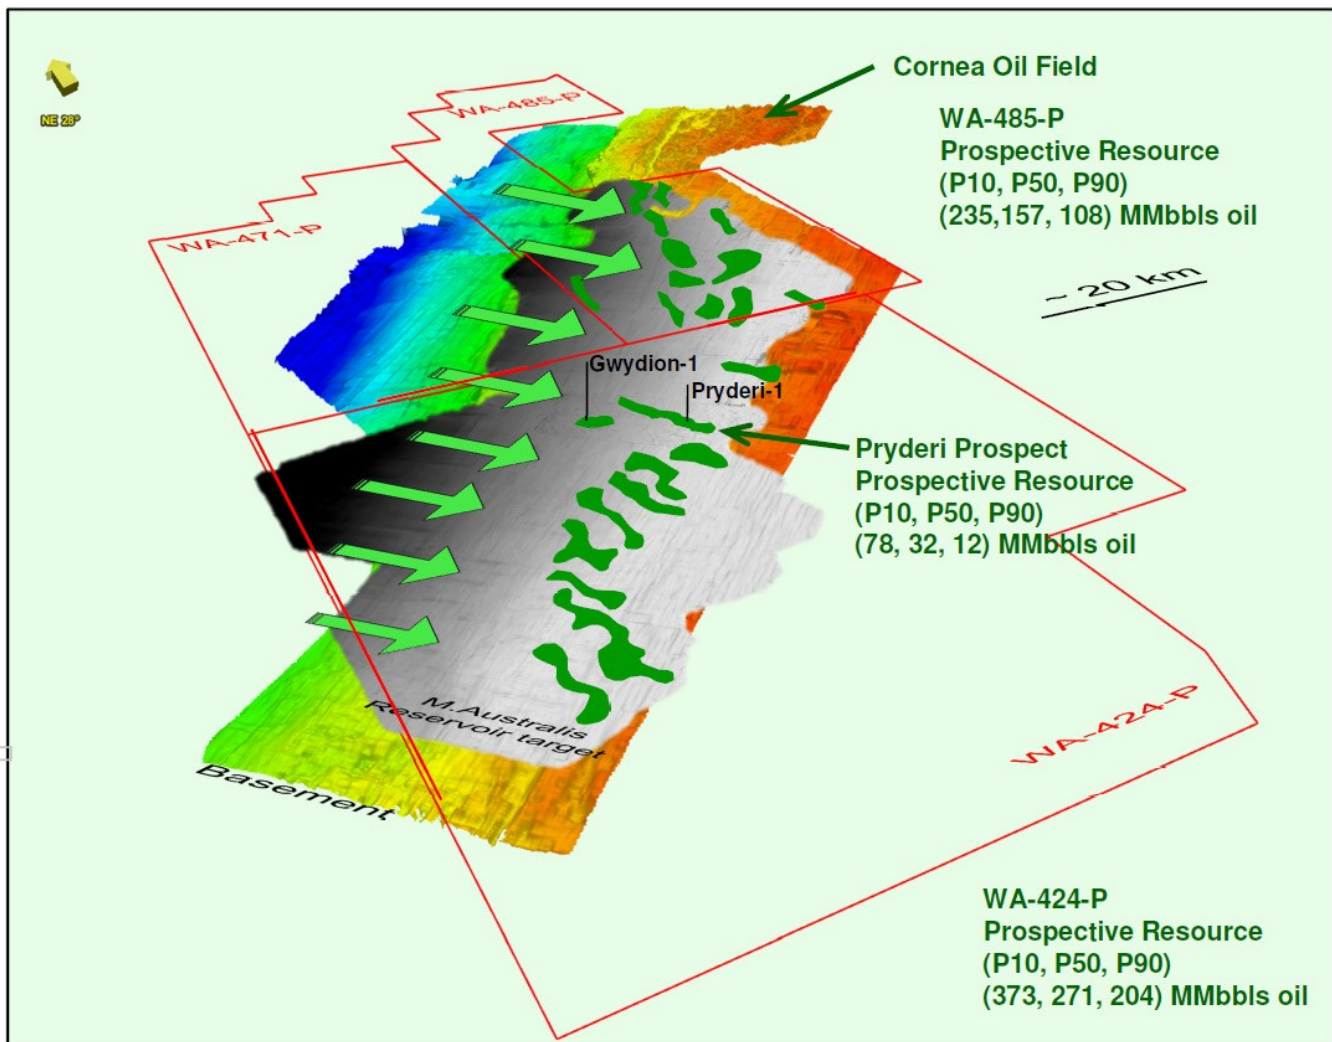 Cornea Oil Field
NE 28°
WA-485-P
WA-485-P
Prospective Resource
(P10, P50, P90)
(235,157, 108) MMbbls oil
WA-471-P
~ 20 km
Gwydion-1
Pryderi-1
Pryderi Prospect
Prospective Resource
(P10, P50, P90)
(78, 32, 12) MMbbls oil
M.Australis
Reservoir target
WA-424-P
Basement
WA-424-P
Prospective Resource
(P10, P50, P90)
(373, 271, 204) MMbbls oil